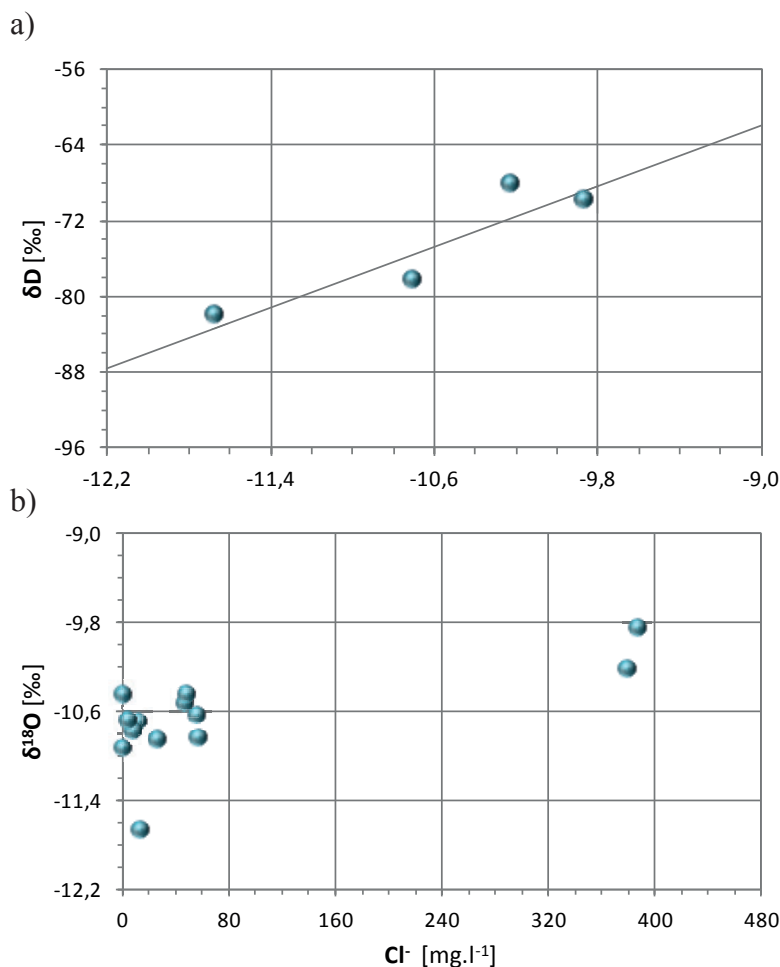 a)
-56
-64
-72
-80
-88
-96
δD [‰]
-12,2 -11,4 -10,6 -9,8 -9,0
b)
-9,0
-9,8
-10,6
-11,4
-12,2
δ¹⁸O [‰]
0 80 160 240 320 400 480
Cl⁻ [mg.l⁻¹]